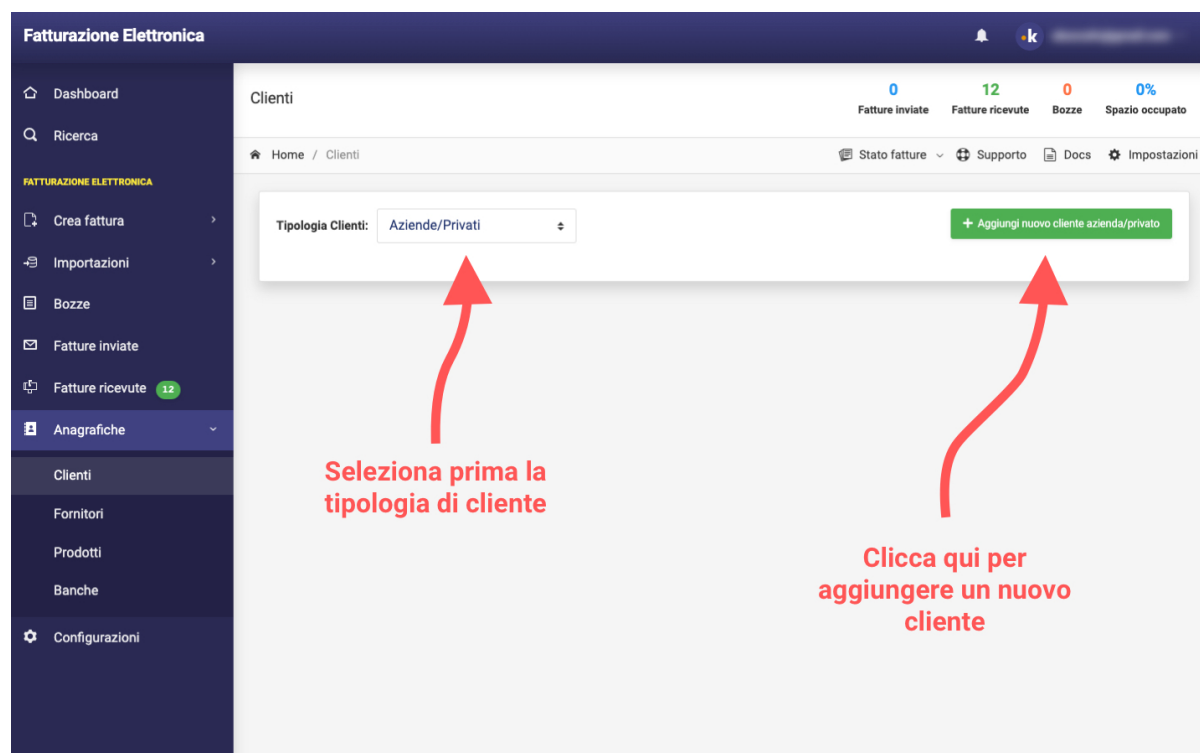 Fatturazione Elettronica
k
Dashboard
Ricerca
FATTURAZIONE ELETTRONICA
Crea fattura
Importazioni
Bozze
Fatture inviate
Fatture ricevute 12
Anagrafiche
Clienti
Fornitori
Prodotti
Banche
Configurazioni
Clienti
0 12 0 0%
Fatture inviate Fatture ricevute Bozze Spazio occupato
Home / Clienti
Stato fatture Supporto Docs Impostazioni
Tipologia Clienti: Aziende/Privati
+ Aggiungi nuovo cliente azienda/privato
Seleziona prima la
tipologia di cliente
Clicca qui per
aggiungere un nuovo
cliente